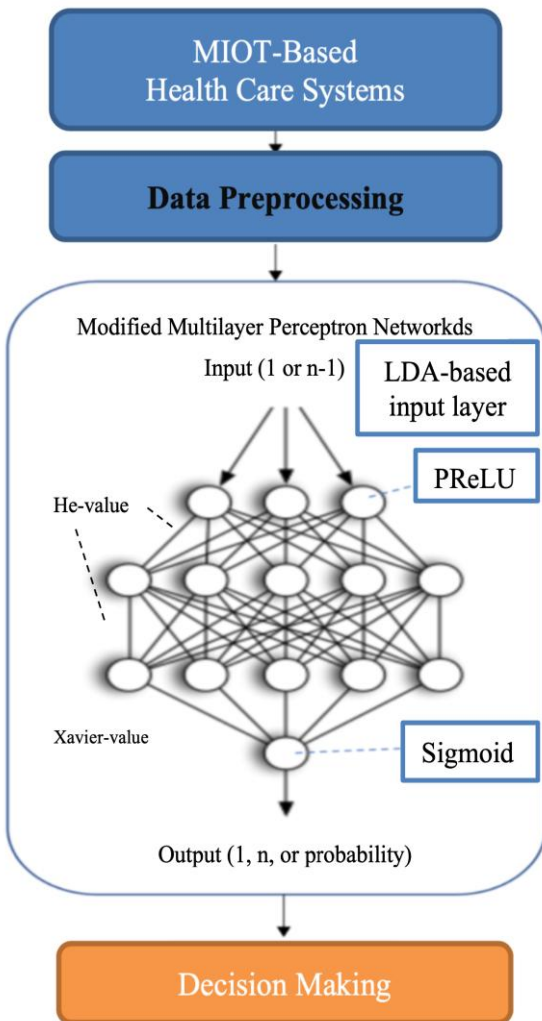 MIOT-Based
Health Care Systems
Data Preprocessing
Modified Multilayer Perceptron Networkds
Input (1 or n-1)
LDA-based
input layer
PReLU
He-value
Xavier-value
Sigmoid
Output (1, n, or probability)
Decision Making